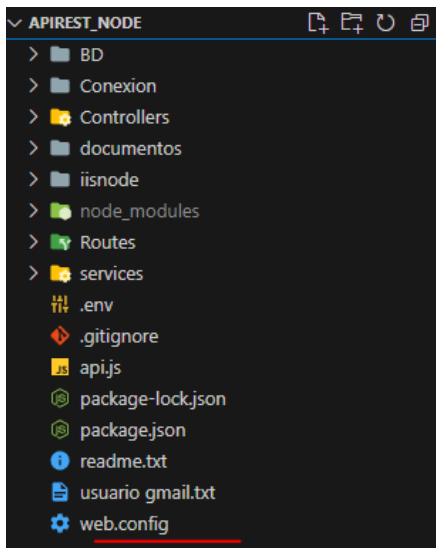 APIREST_NODE
BD
Conexion
Controllers
documentos
iisnode
node_modules
Routes
services
.env
.gitignore
JS api.js
package-lock.json
package.json
readme.txt
usuario gmail.txt
web.config